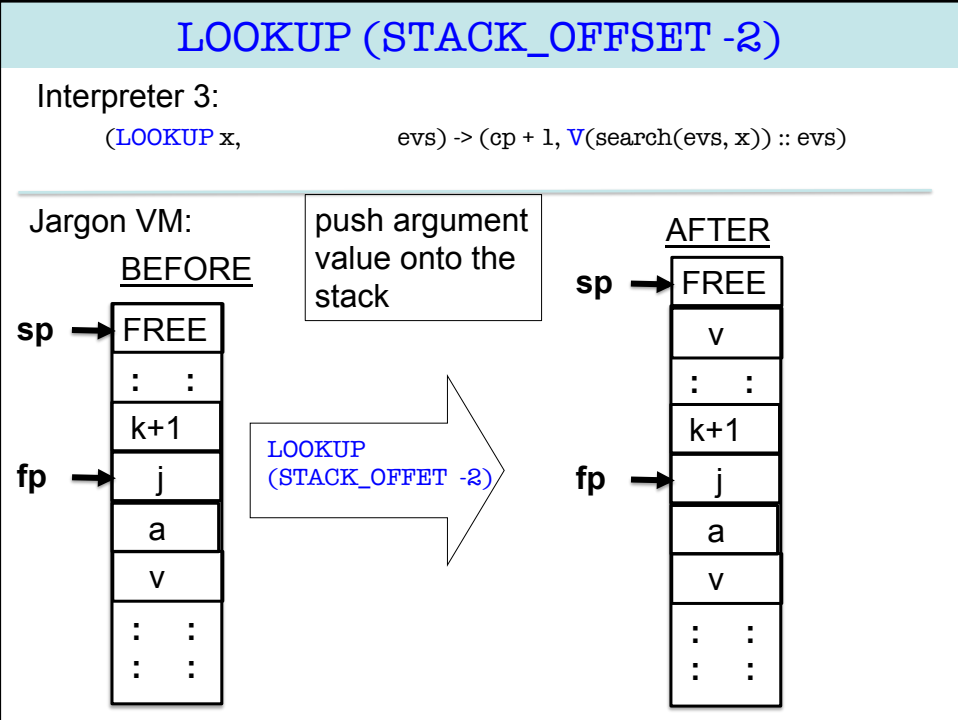 LOOKUP (STACK_OFFSET -2)
Interpreter 3:
(LOOKUP x, evs) -> (cp + 1, V(search(evs, x)) :: evs)
Jargon VM:
push argument
value onto the
stack
BEFORE
sp
FREE
: :
k+1
fp
j
a
v
: :
: :
LOOKUP
(STACK_OFFET -2)
AFTER
sp
FREE
v
: :
k+1
fp
j
a
v
: :
: :